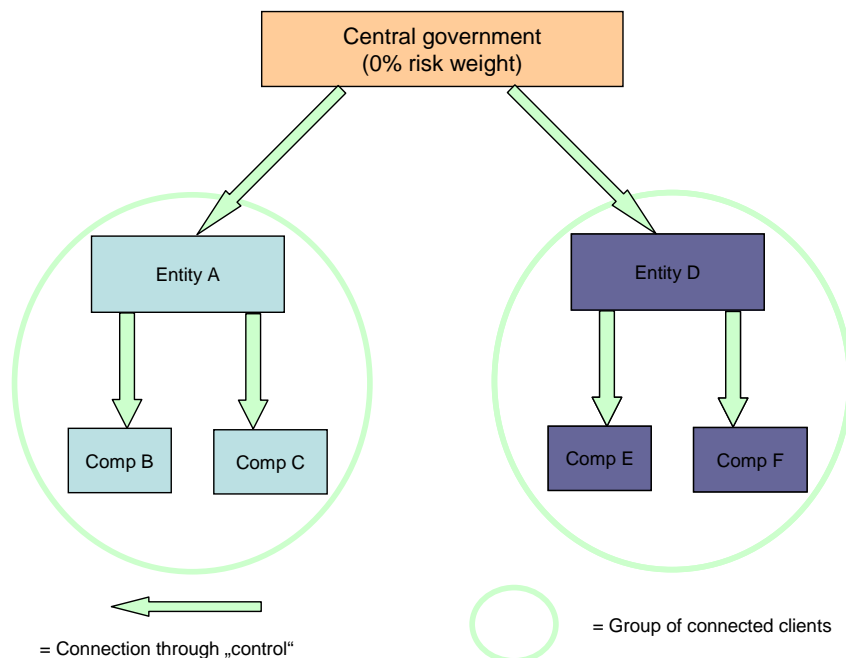 Central government
(0% risk weight)
Entity A
Entity D
Comp B
Comp C
Comp E
Comp F
= Connection through „control“
= Group of connected clients